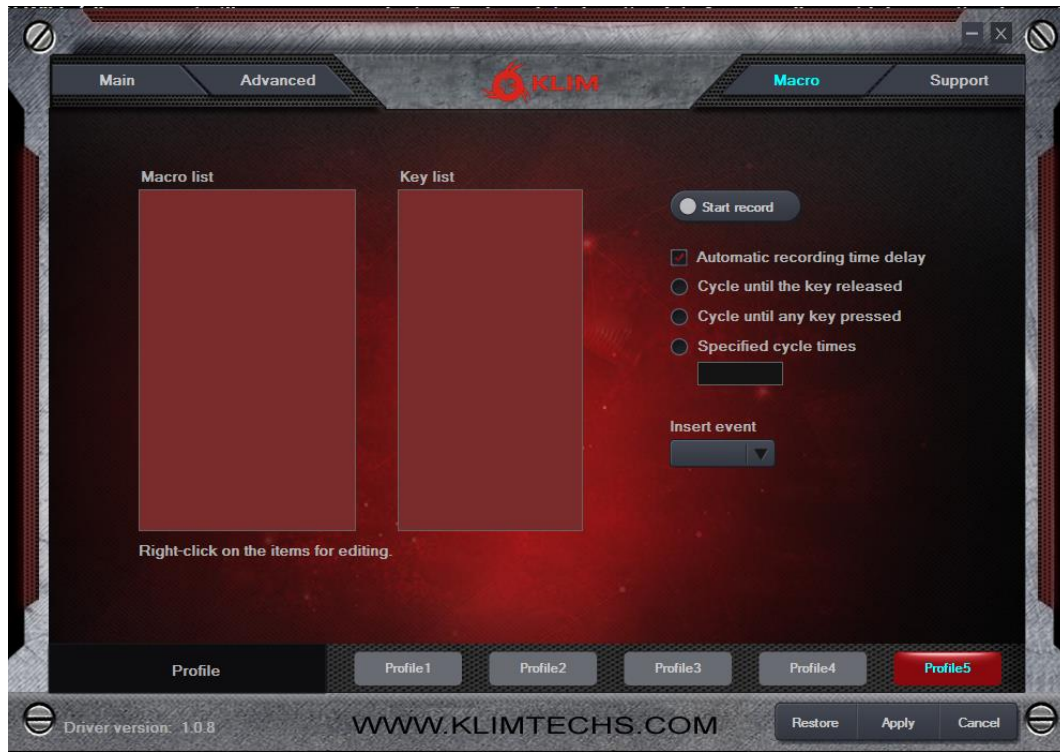 Main
Advanced
KLIM
Macro
Support
Macro list
Key list
Start record
Automatic recording time delay
Cycle until the key released
Cycle until any key pressed
Specified cycle times
Insert event
Right-click on the items for editing.
Profile
Profile1
Profile2
Profile3
Profile4
Profile5
Driver version: 1.0.8
WWW.KLIMTECHS.COM
Restore
Apply
Cancel